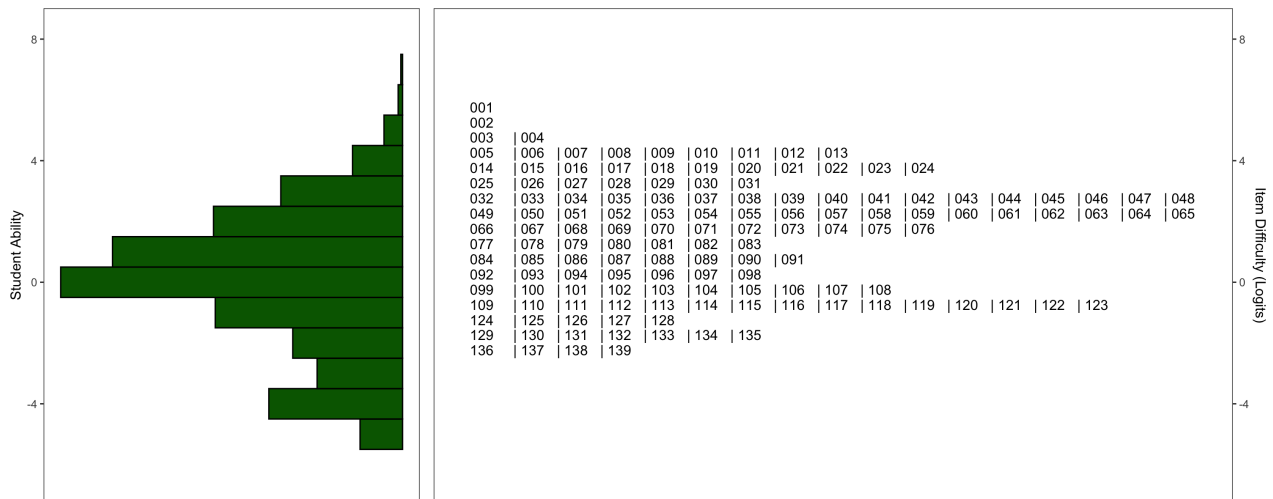 Student Ability
8
4
0
-4
001
002
003 | 004
005 | 006 | 007 | 008 | 009 | 010 | 011 | 012 | 013
014 | 015 | 016 | 017 | 018 | 019 | 020 | 021 | 022 | 023 | 024
025 | 026 | 027 | 028 | 029 | 030 | 031
032 | 033 | 034 | 035 | 036 | 037 | 038 | 039 | 040 | 041 | 042 | 043 | 044 | 045 | 046 | 047 | 048
049 | 050 | 051 | 052 | 053 | 054 | 055 | 056 | 057 | 058 | 059 | 060 | 061 | 062 | 063 | 064 | 065
066 | 067 | 068 | 069 | 070 | 071 | 072 | 073 | 074 | 075 | 076
077 | 078 | 079 | 080 | 081 | 082 | 083
084 | 085 | 086 | 087 | 088 | 089 | 090 | 091
092 | 093 | 094 | 095 | 096 | 097 | 098
099 | 100 | 101 | 102 | 103 | 104 | 105 | 106 | 107 | 108
109 | 110 | 111 | 112 | 113 | 114 | 115 | 116 | 117 | 118 | 119 | 120 | 121 | 122 | 123
124 | 125 | 126 | 127 | 128
129 | 130 | 131 | 132 | 133 | 134 | 135
136 | 137 | 138 | 139
8
4
0
-4
Item Difficulty (Logits)